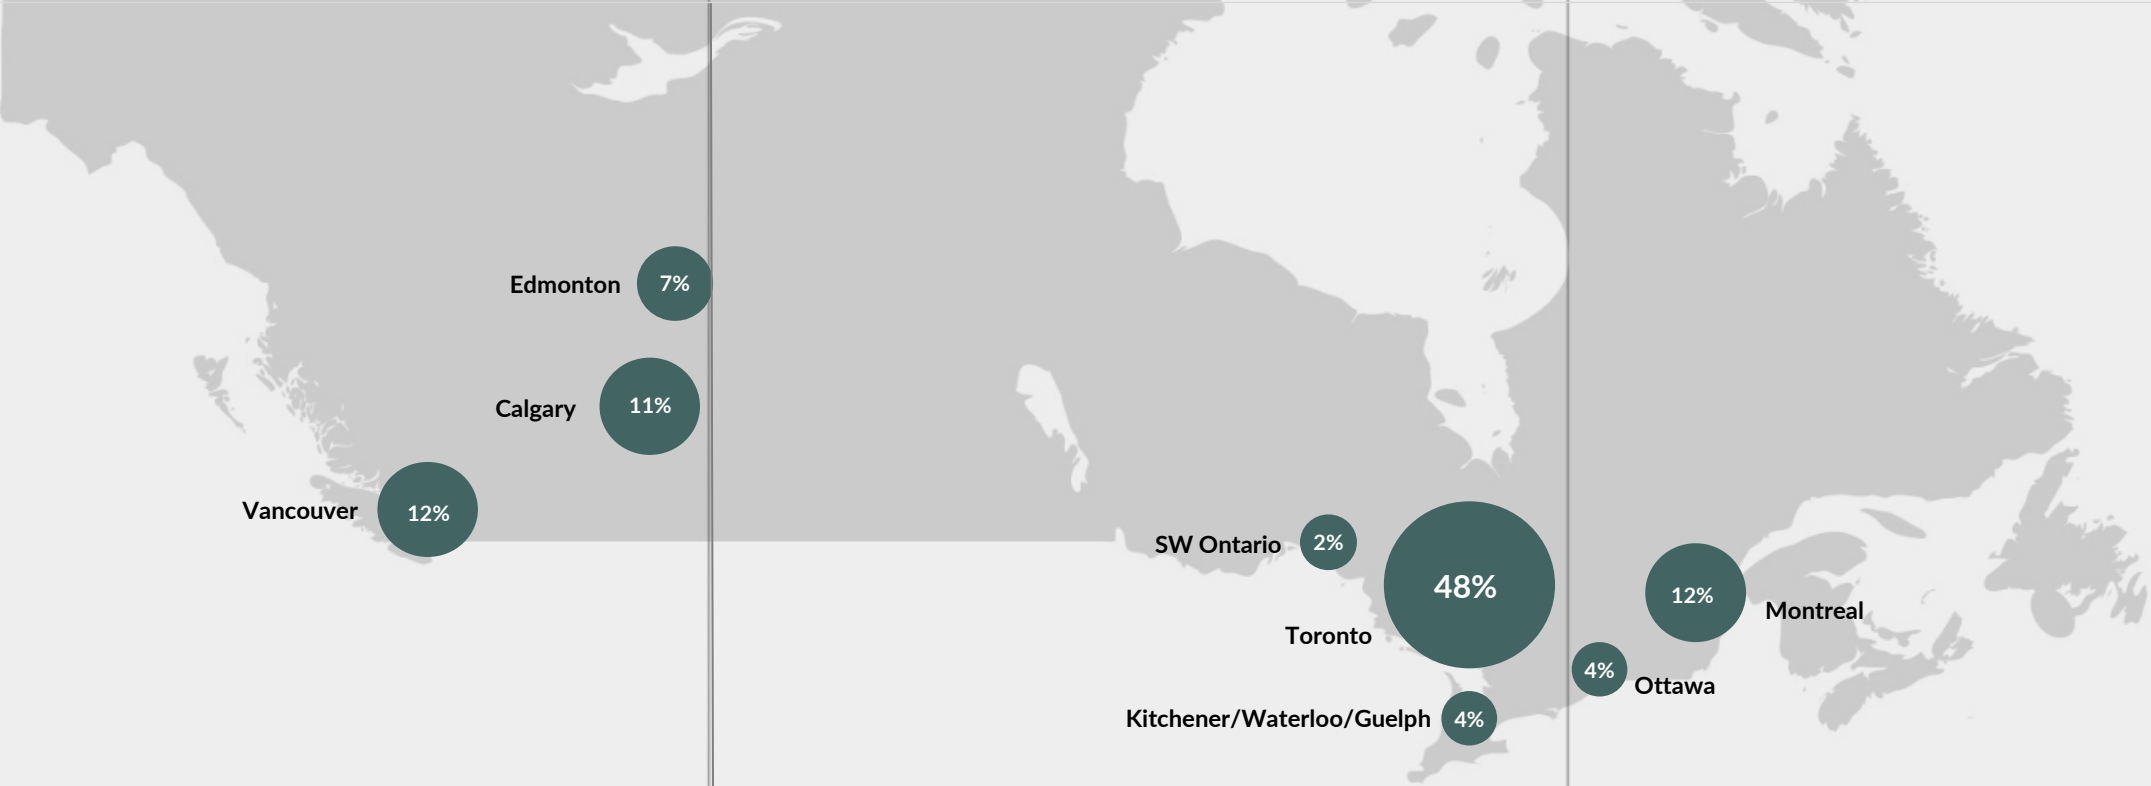 Edmonton 7%
Calgary 11%
Vancouver 12%
SW Ontario 2%
48%
Toronto
12%
Montreal
4%
Ottawa
Kitchener/Waterloo/Guelph 4%